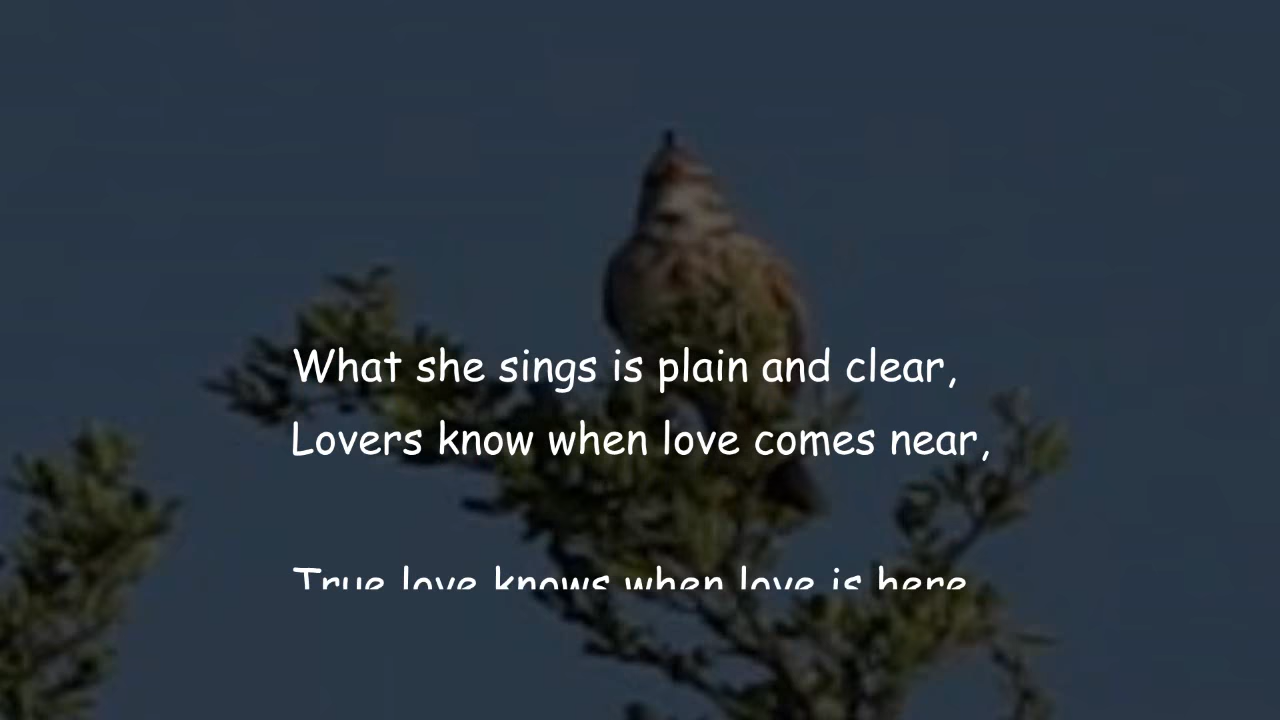 What she sings is plain and clear,
Lovers know when love comes near,
True love knows when love is here